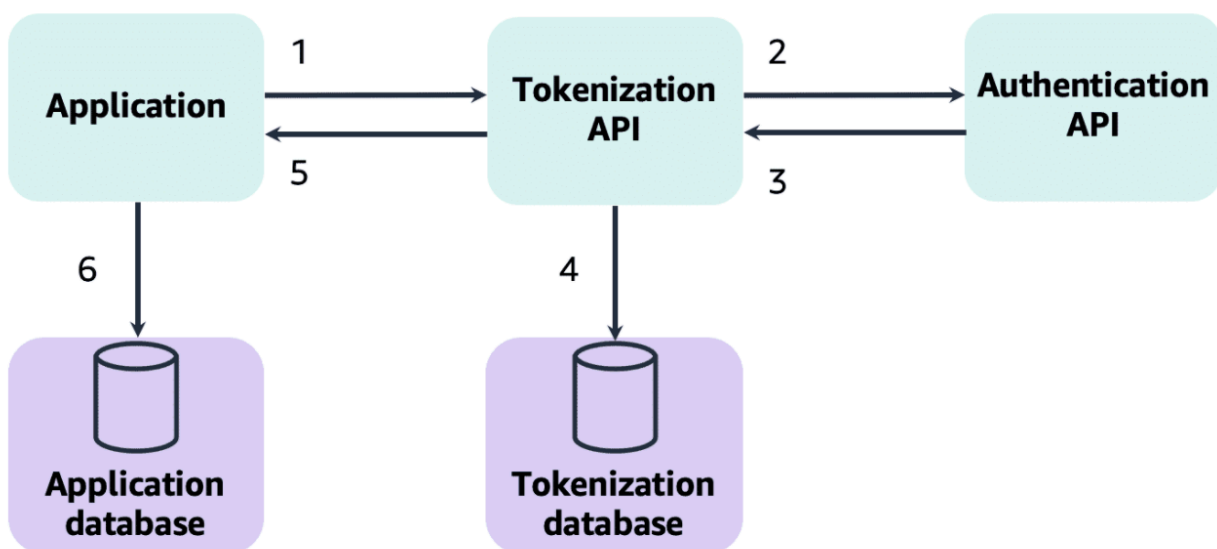 1
2
Application
Tokenization
API
Authentication
API
5
3
6
4
Application
database
Tokenization
database